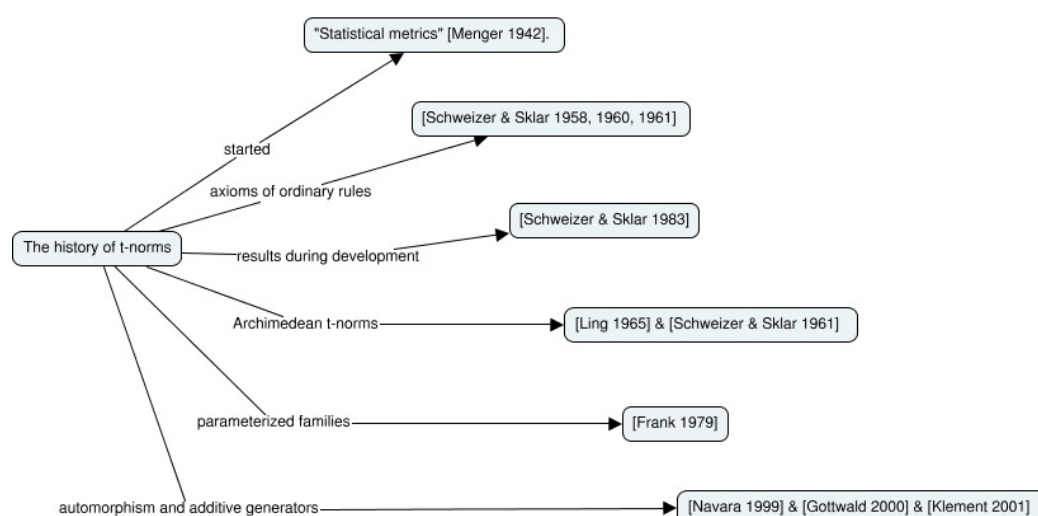 "Statistical metrics" [Menger 1942].
[Schweizer & Sklar 1958, 1960, 1961]
started
axioms of ordinary rules
[Schweizer & Sklar 1983]
The history of t-norms
results during development
Archimedean t-norms
[Ling 1965] & [Schweizer & Sklar 1961]
parameterized families
[Frank 1979]
automorphism and additive generators
[Navara 1999] & [Gottwald 2000] & [Klement 2001]